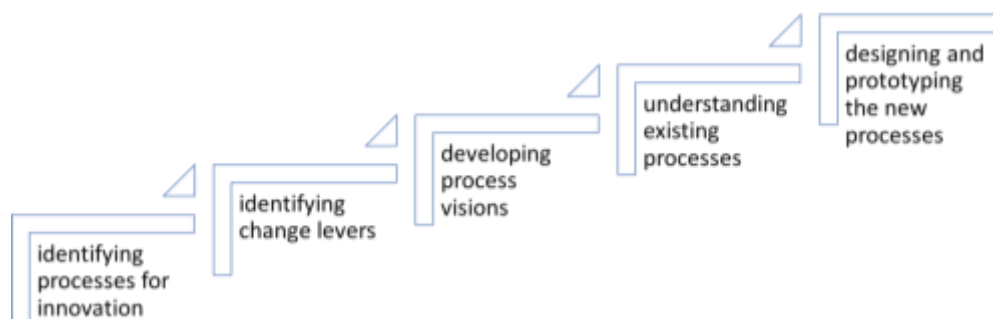 identifying
processes for
innovation
identifying
change levers
developing
process
visions
understanding
existing
processes
designing and
prototyping
the new
processes